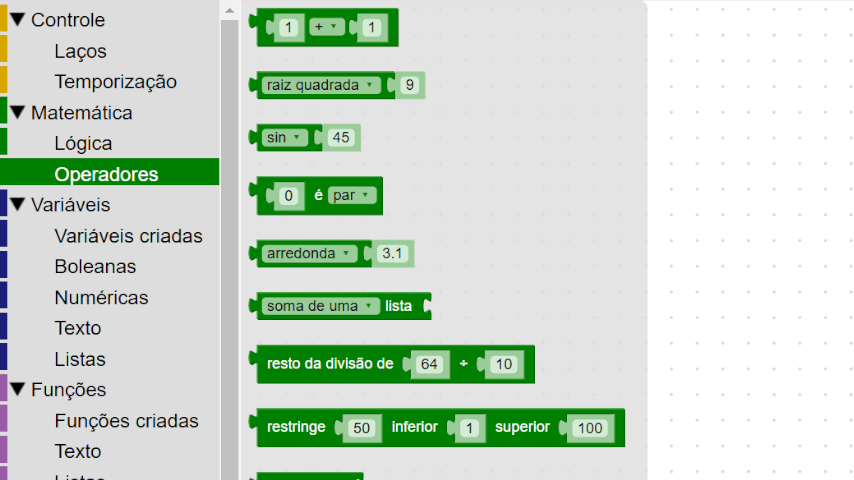 ▼ Controle
Laços
Temporização
▼ Matemática
Lógica
Operadores
▼ Variáveis
Variáveis criadas
Boleanas
Numéricas
Texto
Listas
▼ Funções
Funções criadas
Texto
1 + 1
raiz quadrada 9
sin 45
0 é par
arredonda 3.1
soma de uma lista
resto da divisão de 64 ÷ 10
restringe 50 inferior 1 superior 100